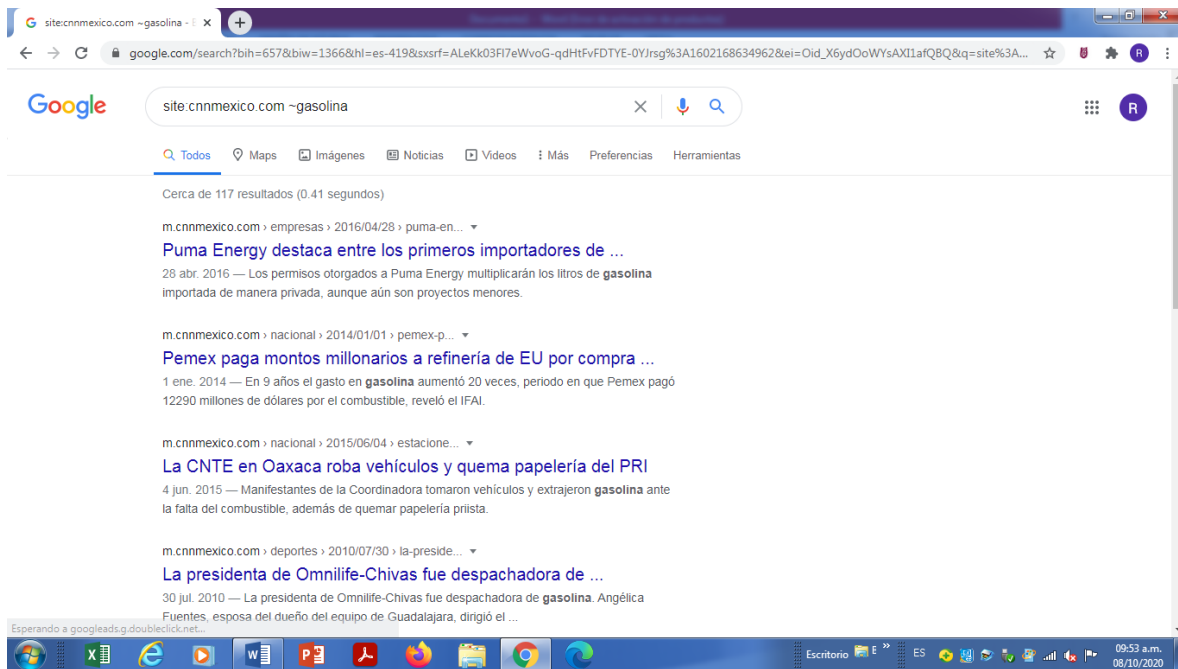 site:cnnmexico.com ~gasolina - 
google.com/search?bih=657&biw=1366&hl=es-419&sxsrf=ALeKk03Fl7eWvoG-qdHtFvFDTYE-0YJrsg%3A1602168634962&ei=Oid_X6ydOoWYsAXI1afQBQ&q=site%3A...
R
Google
site:cnnmexico.com ~gasolina
R
Todos Maps Imágenes Noticias Videos Más Preferencias Herramientas
Cerca de 117 resultados (0.41 segundos)
m.cnnmexico.com › empresas › 2016/04/28 › puma-en...
Puma Energy destaca entre los primeros importadores de ...
28 abr. 2016 — Los permisos otorgados a Puma Energy multiplicarán los litros de gasolina
importada de manera privada, aunque aún son proyectos menores.
m.cnnmexico.com › nacional › 2014/01/01 › pemex-p...
Pemex paga montos millonarios a refinería de EU por compra ...
1 ene. 2014 — En 9 años el gasto en gasolina aumentó 20 veces, periodo en que Pemex pagó
12290 millones de dólares por el combustible, reveló el IFAI.
m.cnnmexico.com › nacional › 2015/06/04 › estacione...
La CNTE en Oaxaca roba vehículos y quema papelería del PRI
4 jun. 2015 — Manifestantes de la Coordinadora tomaron vehículos y extrajeron gasolina ante
la falta del combustible, además de quemar papelería priista.
m.cnnmexico.com › deportes › 2010/07/30 › la-preside...
La presidenta de Omnilife-Chivas fue despachadora de ...
30 jul. 2010 — La presidenta de Omnilife-Chivas fue despachadora de gasolina. Angélica
Fuentes, esposa del dueño del equipo de Guadalajara, dirigió el ...
Esperando a googleads.g.doubleclick.net...
Escritorio E » ES 09:53 a.m.
08/10/2020